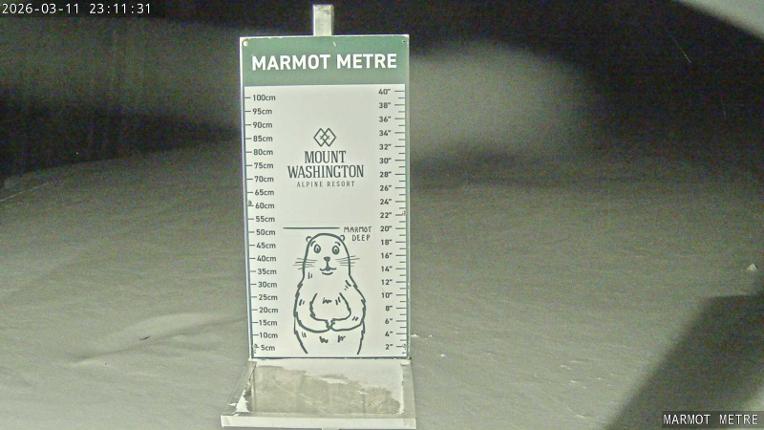 2026-03-11 23:11:31
MARMOT METRE
100cm
95cm
90cm
85cm
80cm
75cm
70cm
65cm
60cm
55cm
50cm
45cm
40cm
35cm
30cm
25cm
20cm
15cm
10cm
5cm
40"
38"
36"
34"
32"
30"
28"
26"
24"
22"
20"
18"
16"
14"
12"
10"
8"
6"
4"
2"
MOUNT
WASHINGTON
ALPINE RESORT
MARMOT
DEEP
MARMOT METRE